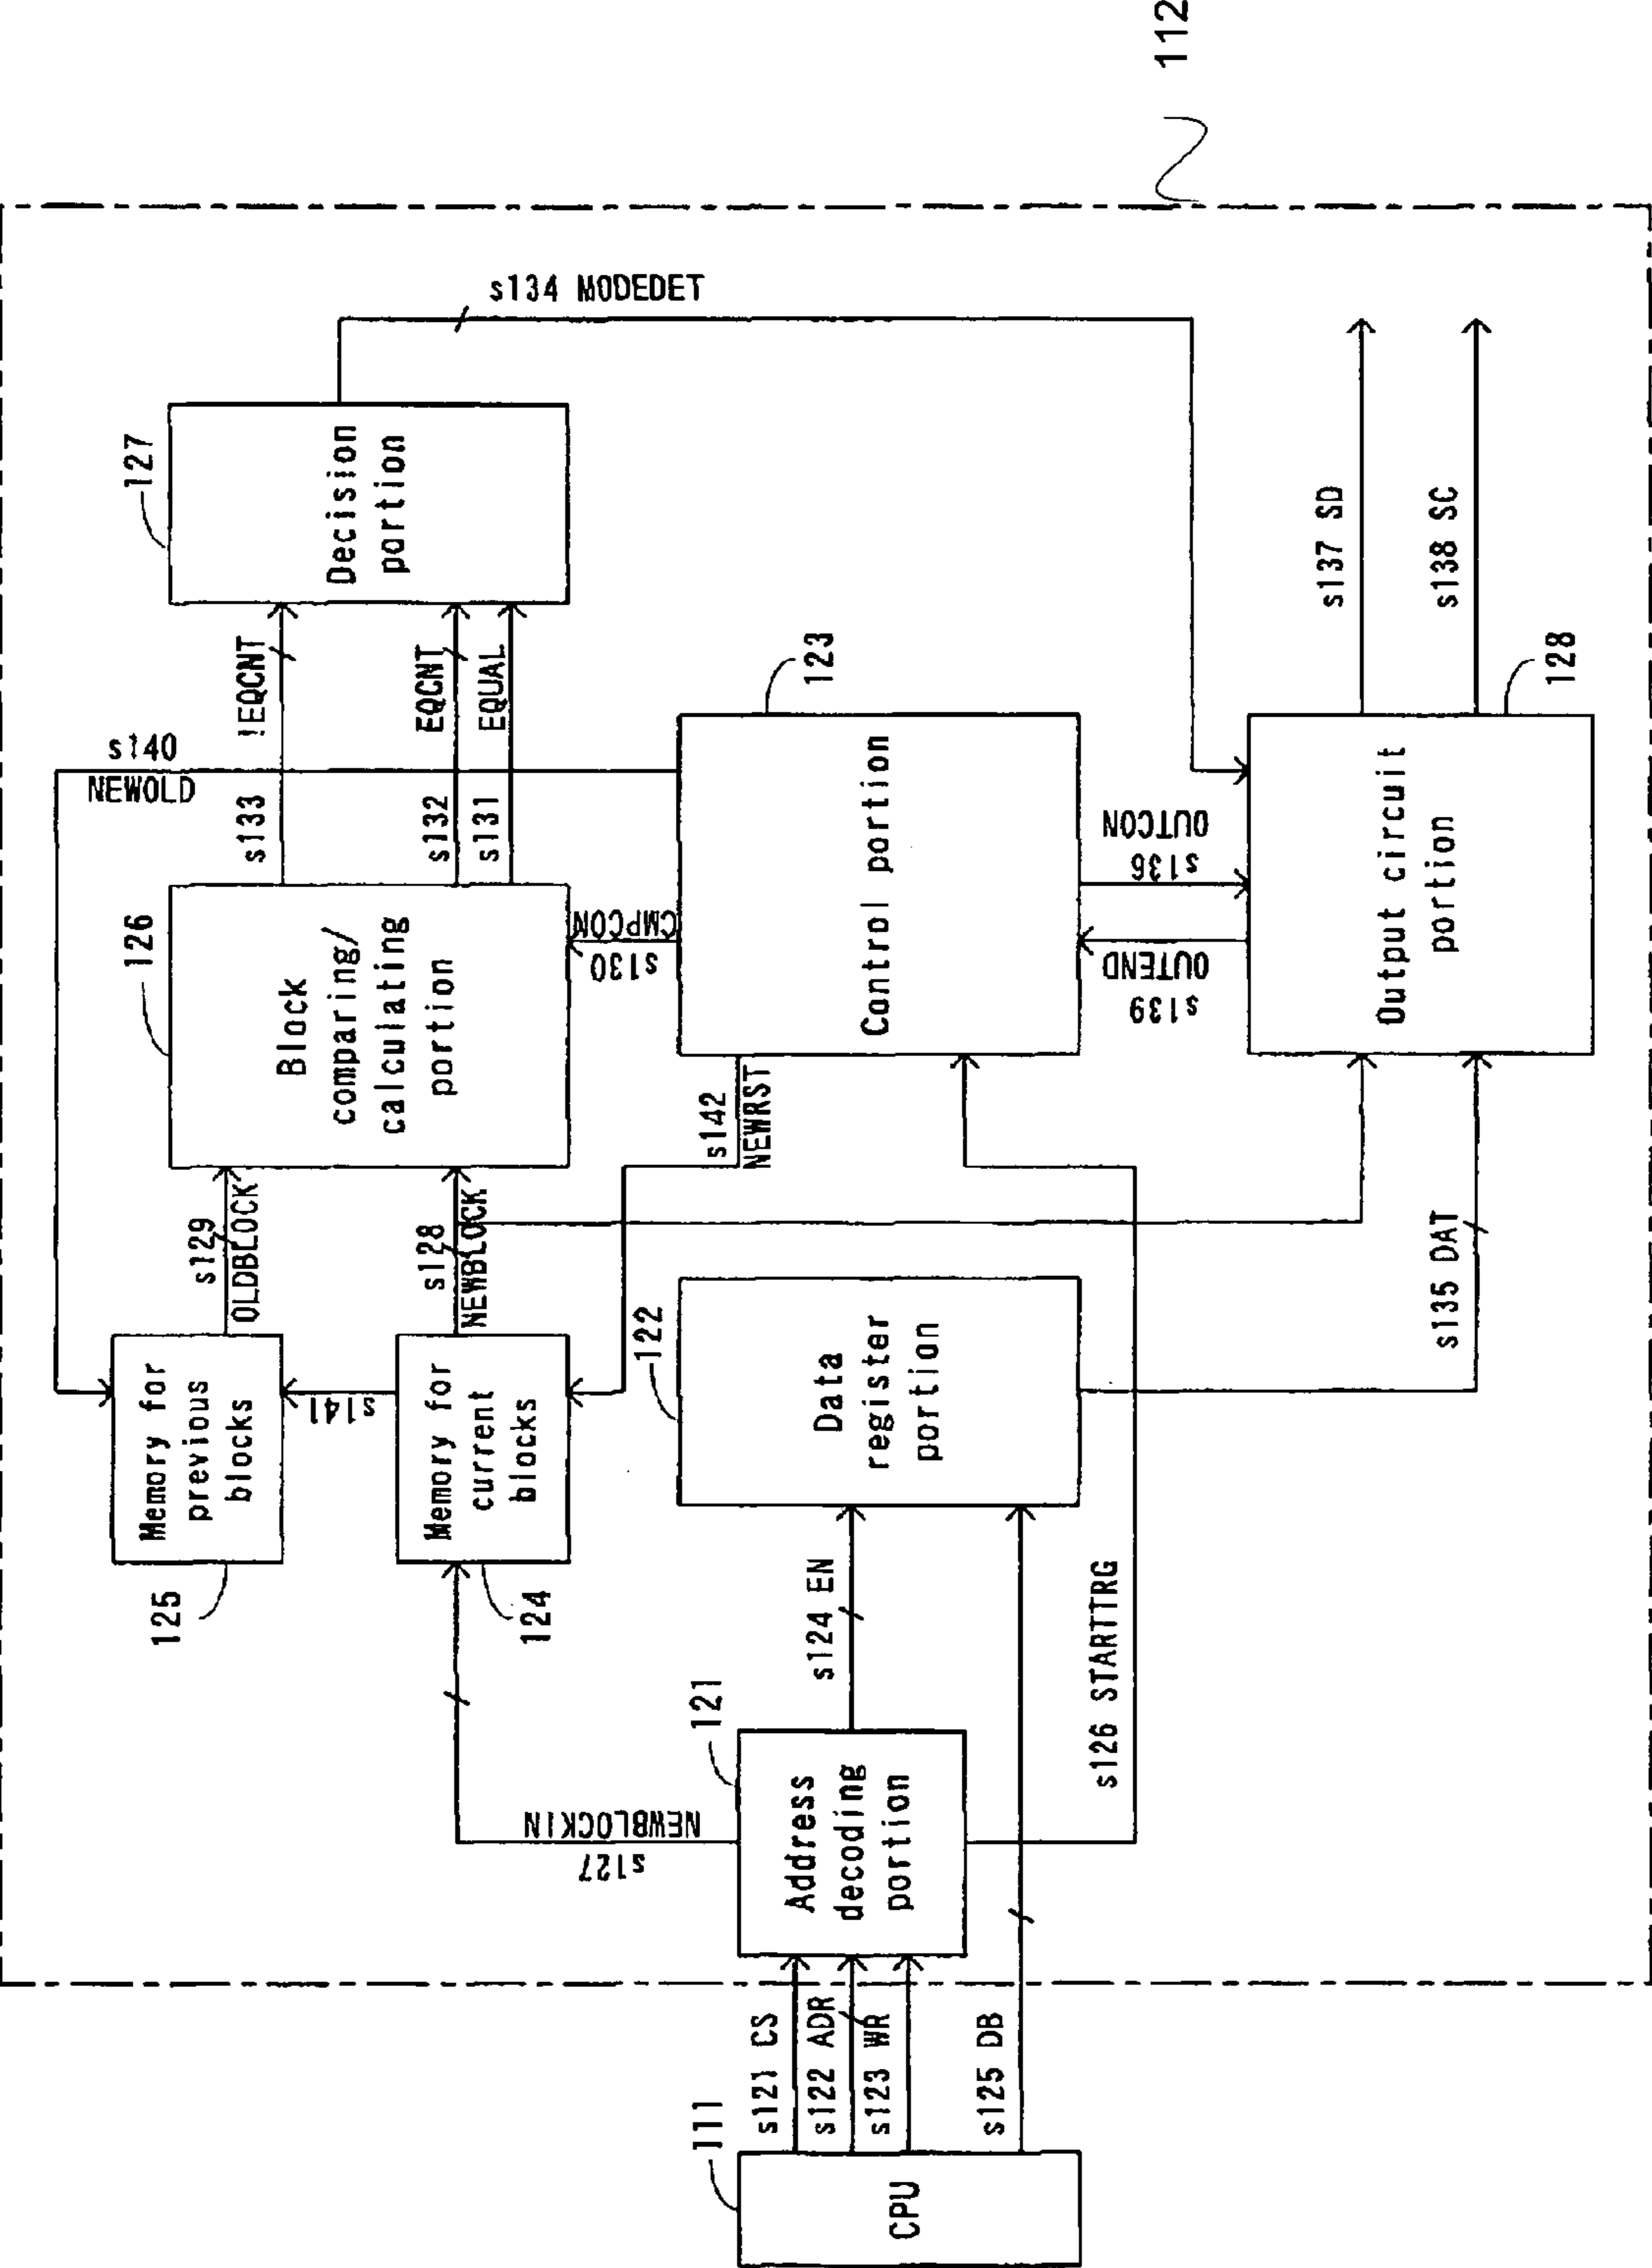 112
s134 MODEDET
127
Decision
portion
!EQCNT
EQCNT
EQUAL
s133
s132
s131
s140
NEWOLD
123
s137 SD
s138 SC
128
126
Block
comparing/
calculating
portion
CMPCON
s130
Control portion
OUTCON
s136
OUTEND
s139
Output circuit
portion
s142
NEWRST
s129
OLDBLOCK
s128
NEWBLOCK
125
Memory for
previous
blocks
s141
124
Memory for
current
blocks
122
Data
register
portion
s135 DAT
s124 EN
s126 STARTTRG
NEWBLOCKIN
s127
121
Address
decoding
portion
s121 CS
s122 ADR
s123 WR
s125 DB
111
CPU